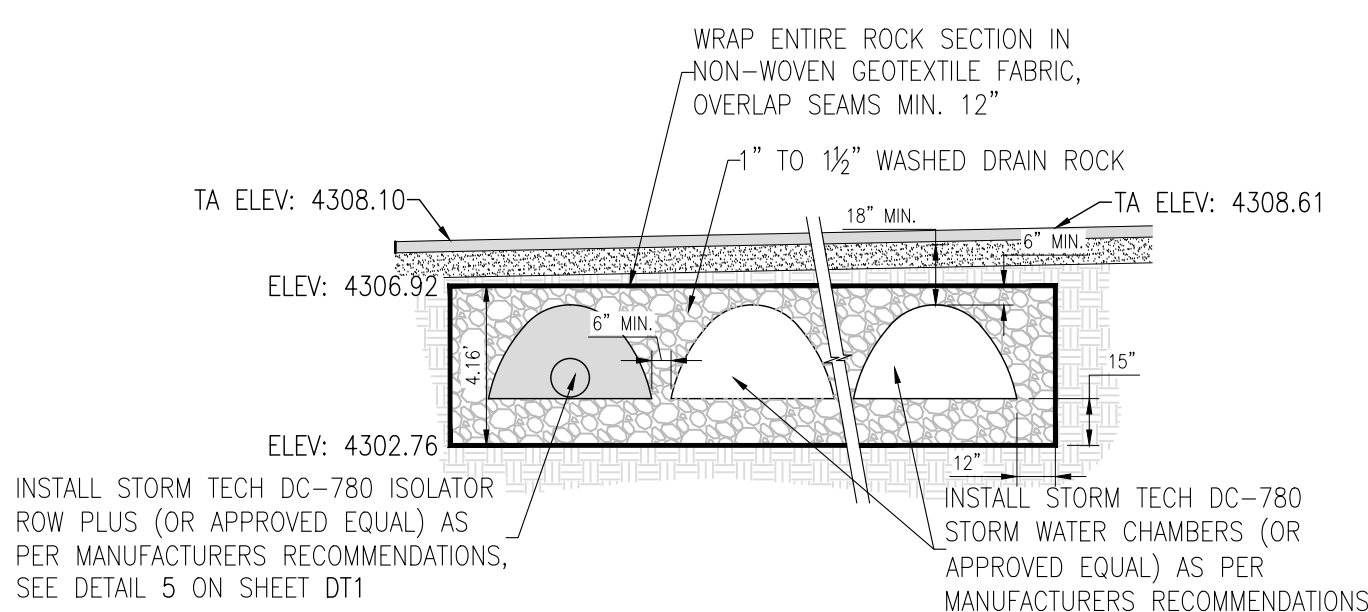 WRAP ENTIRE ROCK SECTION IN
NON-WOVEN GEOTEXTILE FABRIC,
OVERLAP SEAMS MIN. 12"
1" TO 1½" WASHED DRAIN ROCK
TA ELEV: 4308.10
18" MIN.
TA ELEV: 4308.61
6" MIN.
ELEV: 4306.92
6" MIN.
4.16'
15"
ELEV: 4302.76
12"
INSTALL STORM TECH DC-780 ISOLATOR
ROW PLUS (OR APPROVED EQUAL) AS
PER MANUFACTURERS RECOMMENDATIONS,
SEE DETAIL 5 ON SHEET DT1
INSTALL STORM TECH DC-780
STORM WATER CHAMBERS (OR
APPROVED EQUAL) AS PER
MANUFACTURERS RECOMMENDATIONS